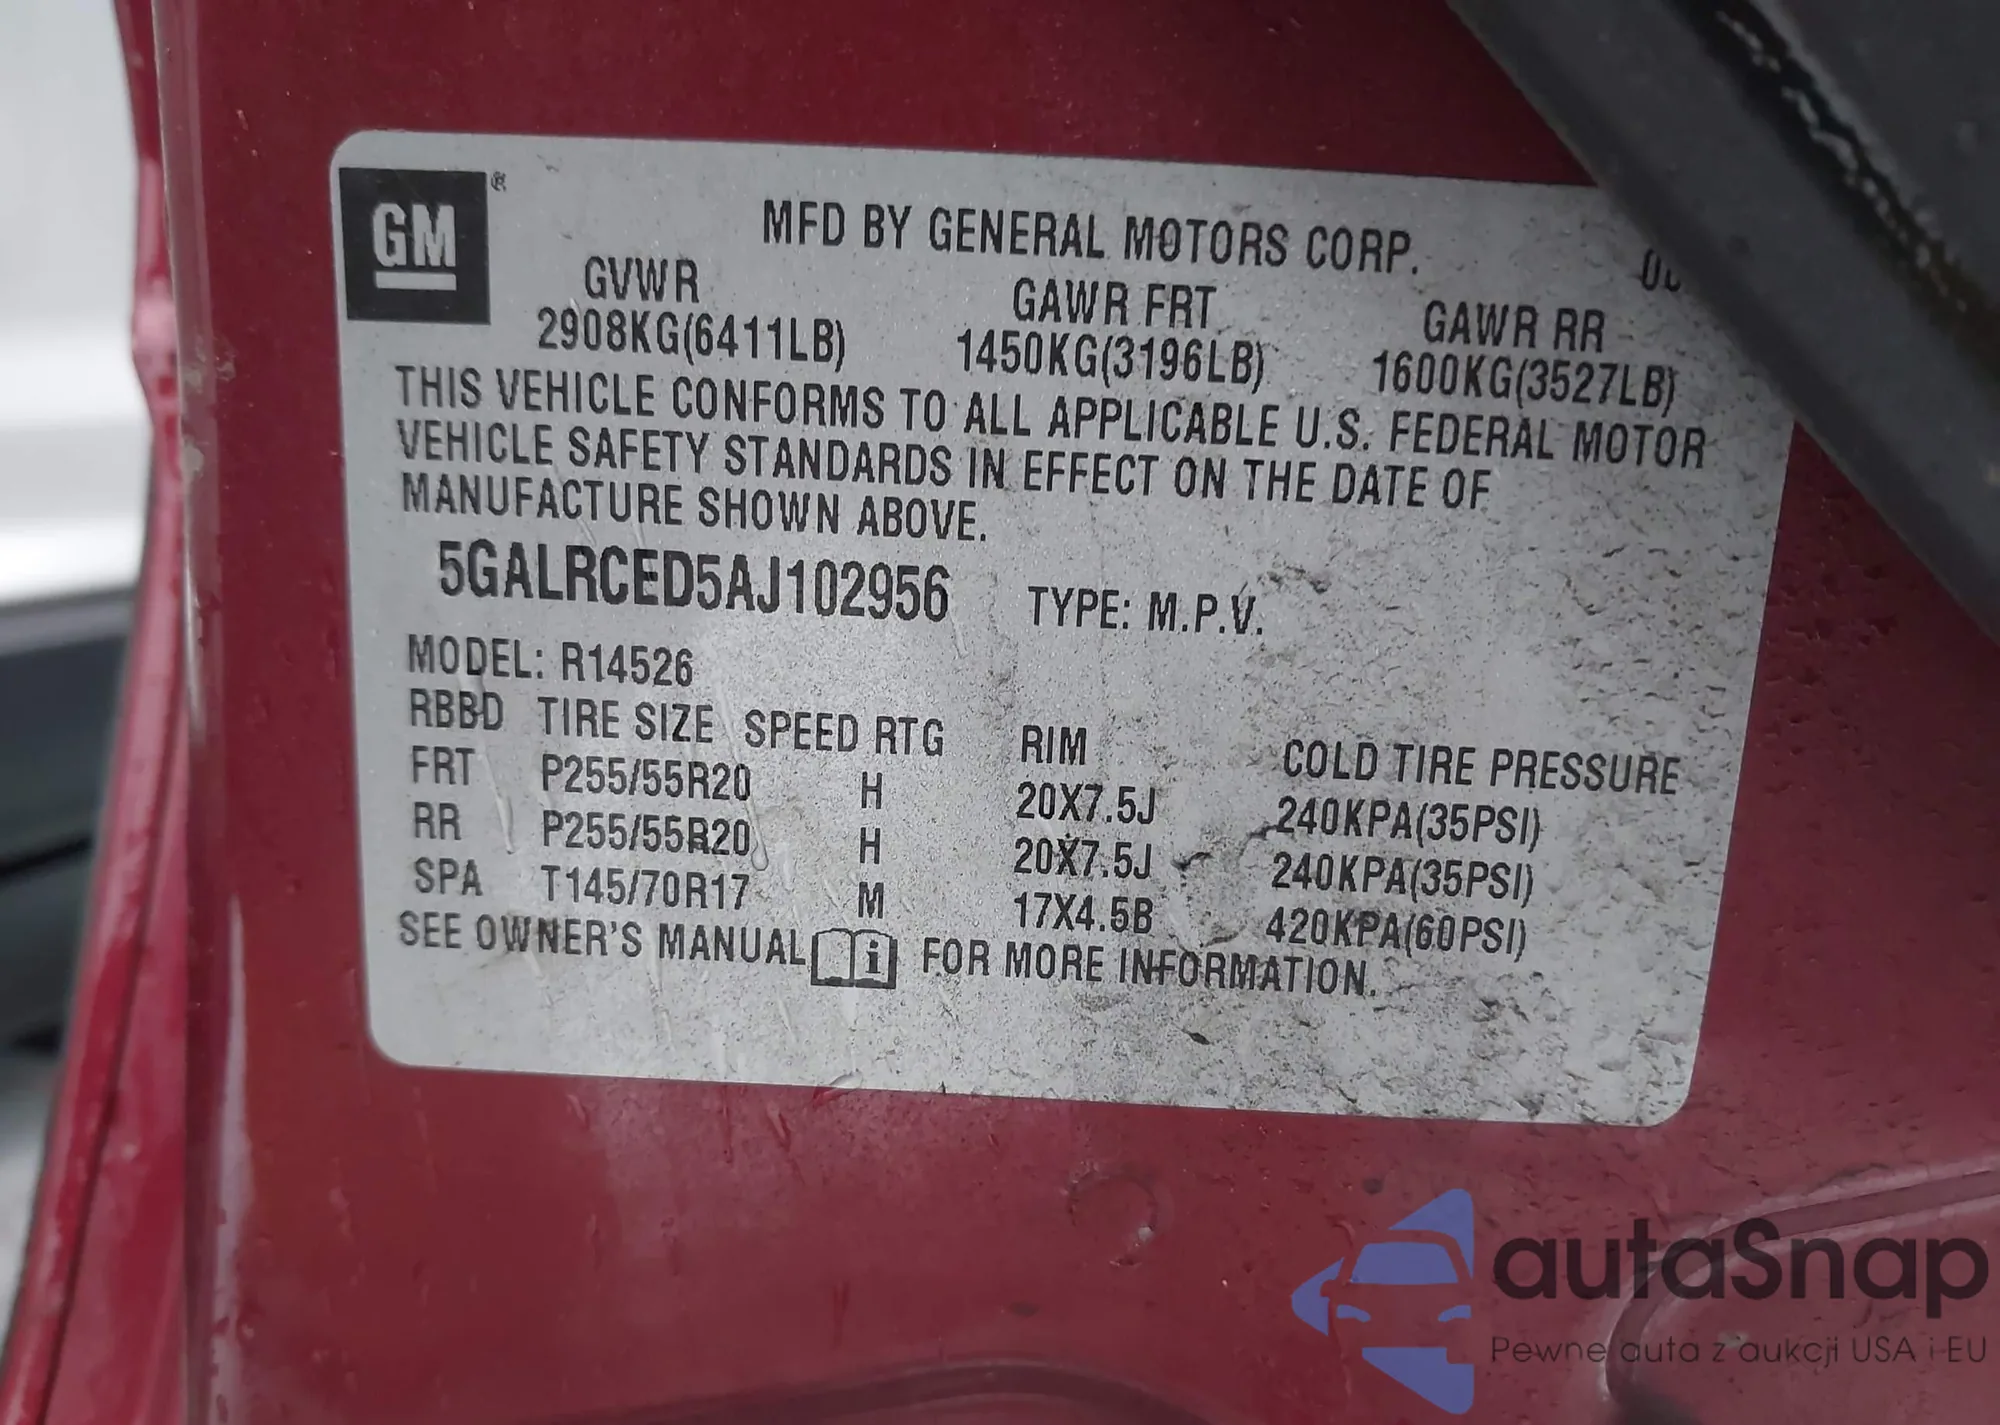 GM ®
MFD BY GENERAL MOTORS CORP.
GVWR GAWR FRT GAWR RR
2908KG(6411LB) 1450KG(3196LB) 1600KG(3527LB)
THIS VEHICLE CONFORMS TO ALL APPLICABLE U.S. FEDERAL MOTOR
VEHICLE SAFETY STANDARDS IN EFFECT ON THE DATE OF
MANUFACTURE SHOWN ABOVE.
5GALRCED5AJ102956 TYPE: M.P.V.
MODEL: R14526
RBBD TIRE SIZE SPEED RTG RIM COLD TIRE PRESSURE
FRT P255/55R20 H 20X7.5J 240KPA(35PSI)
RR P255/55R20 H 20X7.5J 240KPA(35PSI)
SPA T145/70R17 M 17X4.5B 420KPA(60PSI)
SEE OWNER'S MANUAL i FOR MORE INFORMATION.
autaSnap
Pewne auta z aukcji USA i EU